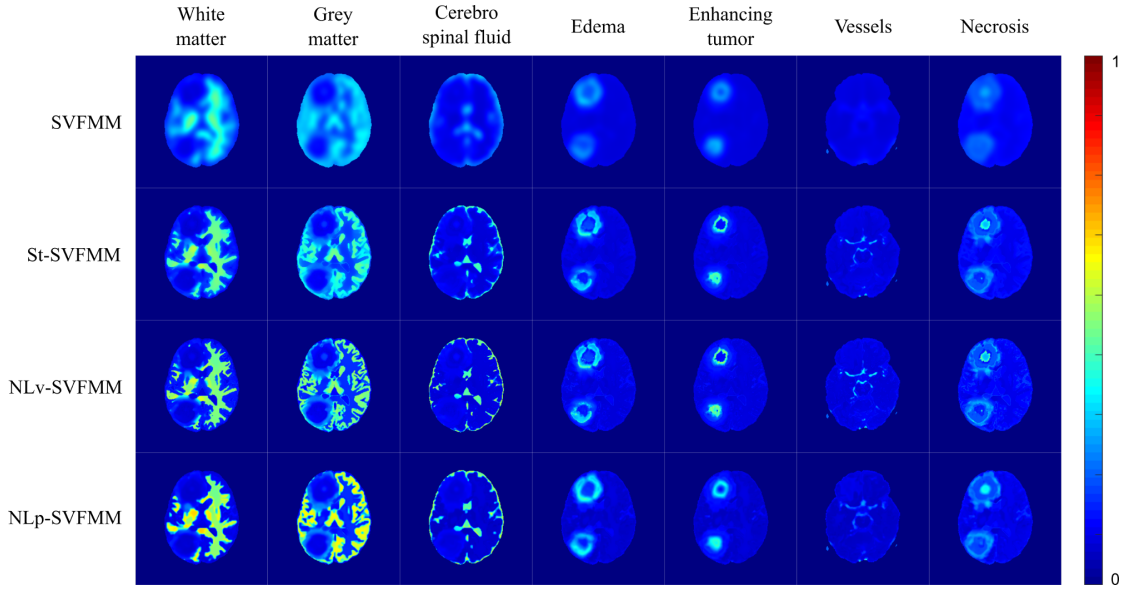 White matter
Grey matter
Cerebro spinal fluid
Edema
Enhancing tumor
Vessels
Necrosis
1
SVFMM
St-SVFMM
NLv-SVFMM
NLp-SVFMM
0